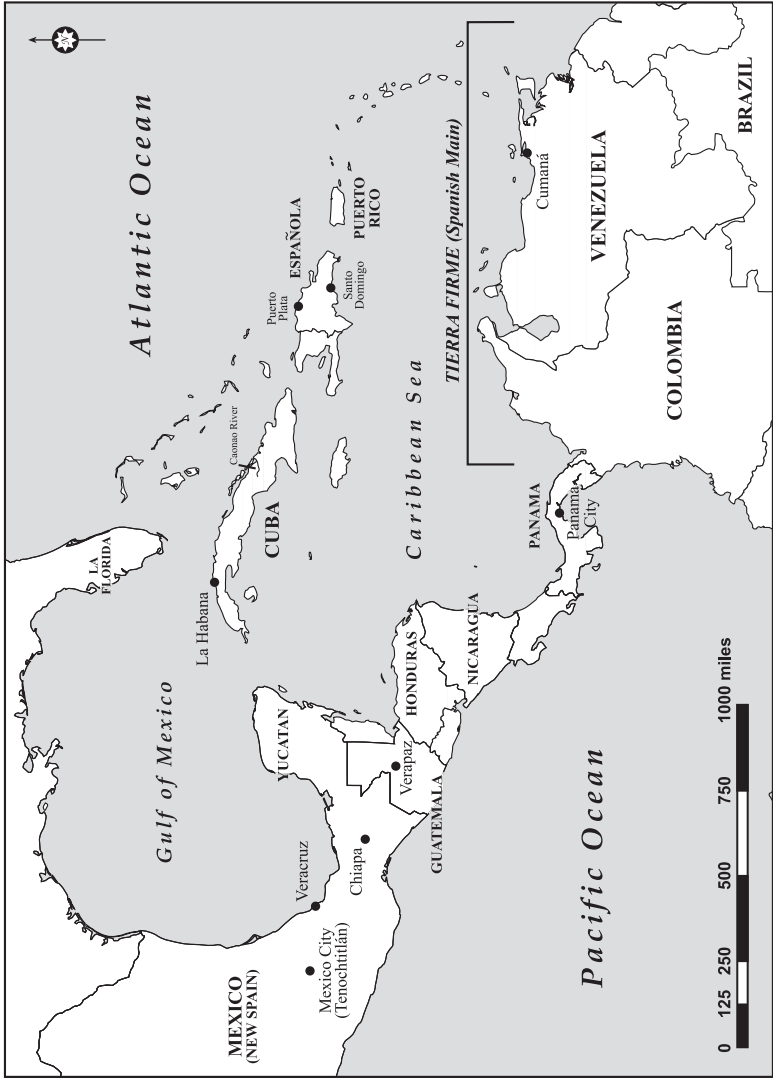 N
Atlantic Ocean
Gulf of Mexico
LA
FLORIDA
La Habana
CUBA
Caonao River
Puerto
Plata
ESPAÑOLA
Santo
Domingo
PUERTO
RICO
MEXICO
(NEW SPAIN)
Mexico City
(Tenochtitlán)
Veracruz
YUCATAN
Chiapa
Verapaz
GUATEMALA
HONDURAS
NICARAGUA
Caribbean Sea
TIERRA FIRME (Spanish Main)
PANAMA
Panama
City
Cumaná
VENEZUELA
COLOMBIA
BRAZIL
Pacific Ocean
0 125 250 500 750 1000 miles